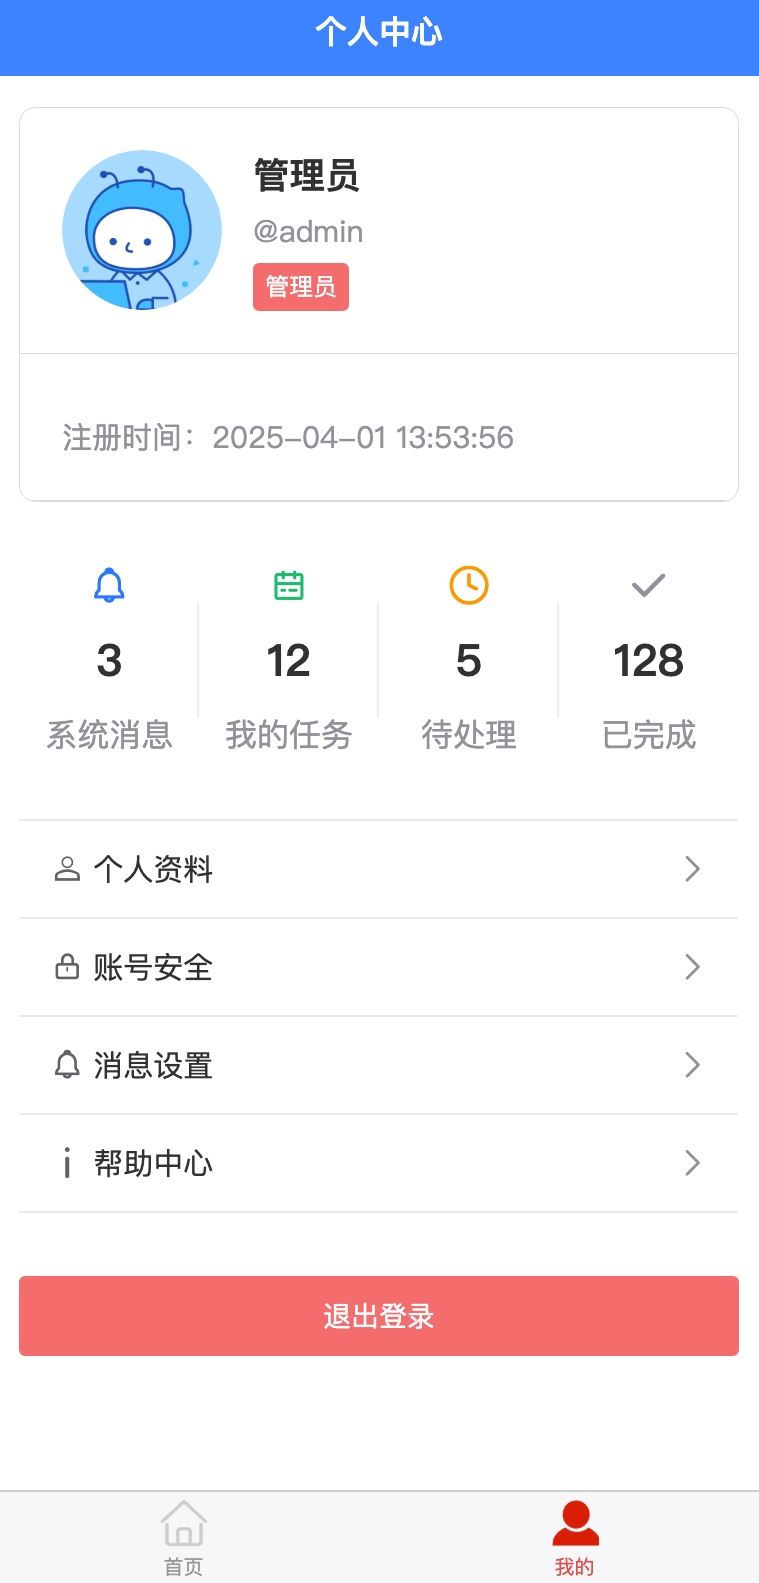 个人中心
管理员
@admin
管理员
注册时间：2025-04-01 13:53:56
3
12
5
128
系统消息
我的任务
待处理
已完成
个人资料
账号安全
消息设置
帮助中心
退出登录
首页
我的